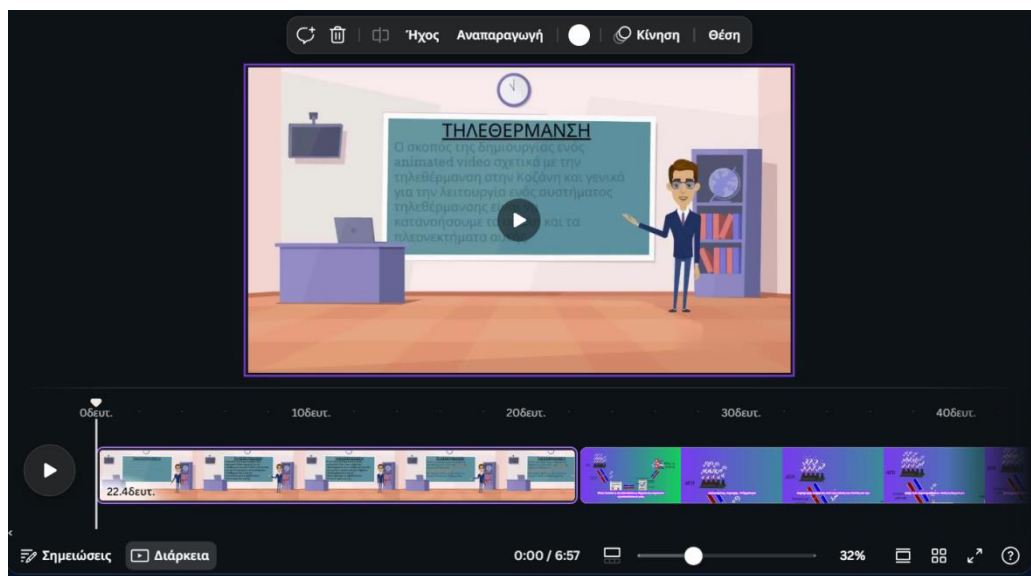 Ήχος Αναπαραγωγή Κίνηση Θέση
ΤΗΛΕΘΕΡΜΑΝΣΗ
Ο σκοπός της δημιουργίας ενός
animated video σχετικά με την
τηλεθέρμανση στην Κοζάνη και γενικά
για την λειτουργία ενός συστήματος
τηλεθέρμανσης είναι να
κατανοήσουμε και τα
πλεονεκτήματα
0δευτ. 10δευτ. 20δευτ. 30δευτ. 40δευτ.
22.4δευτ.
Σημειώσεις Διάρκεια 0:00 / 6:57 32%